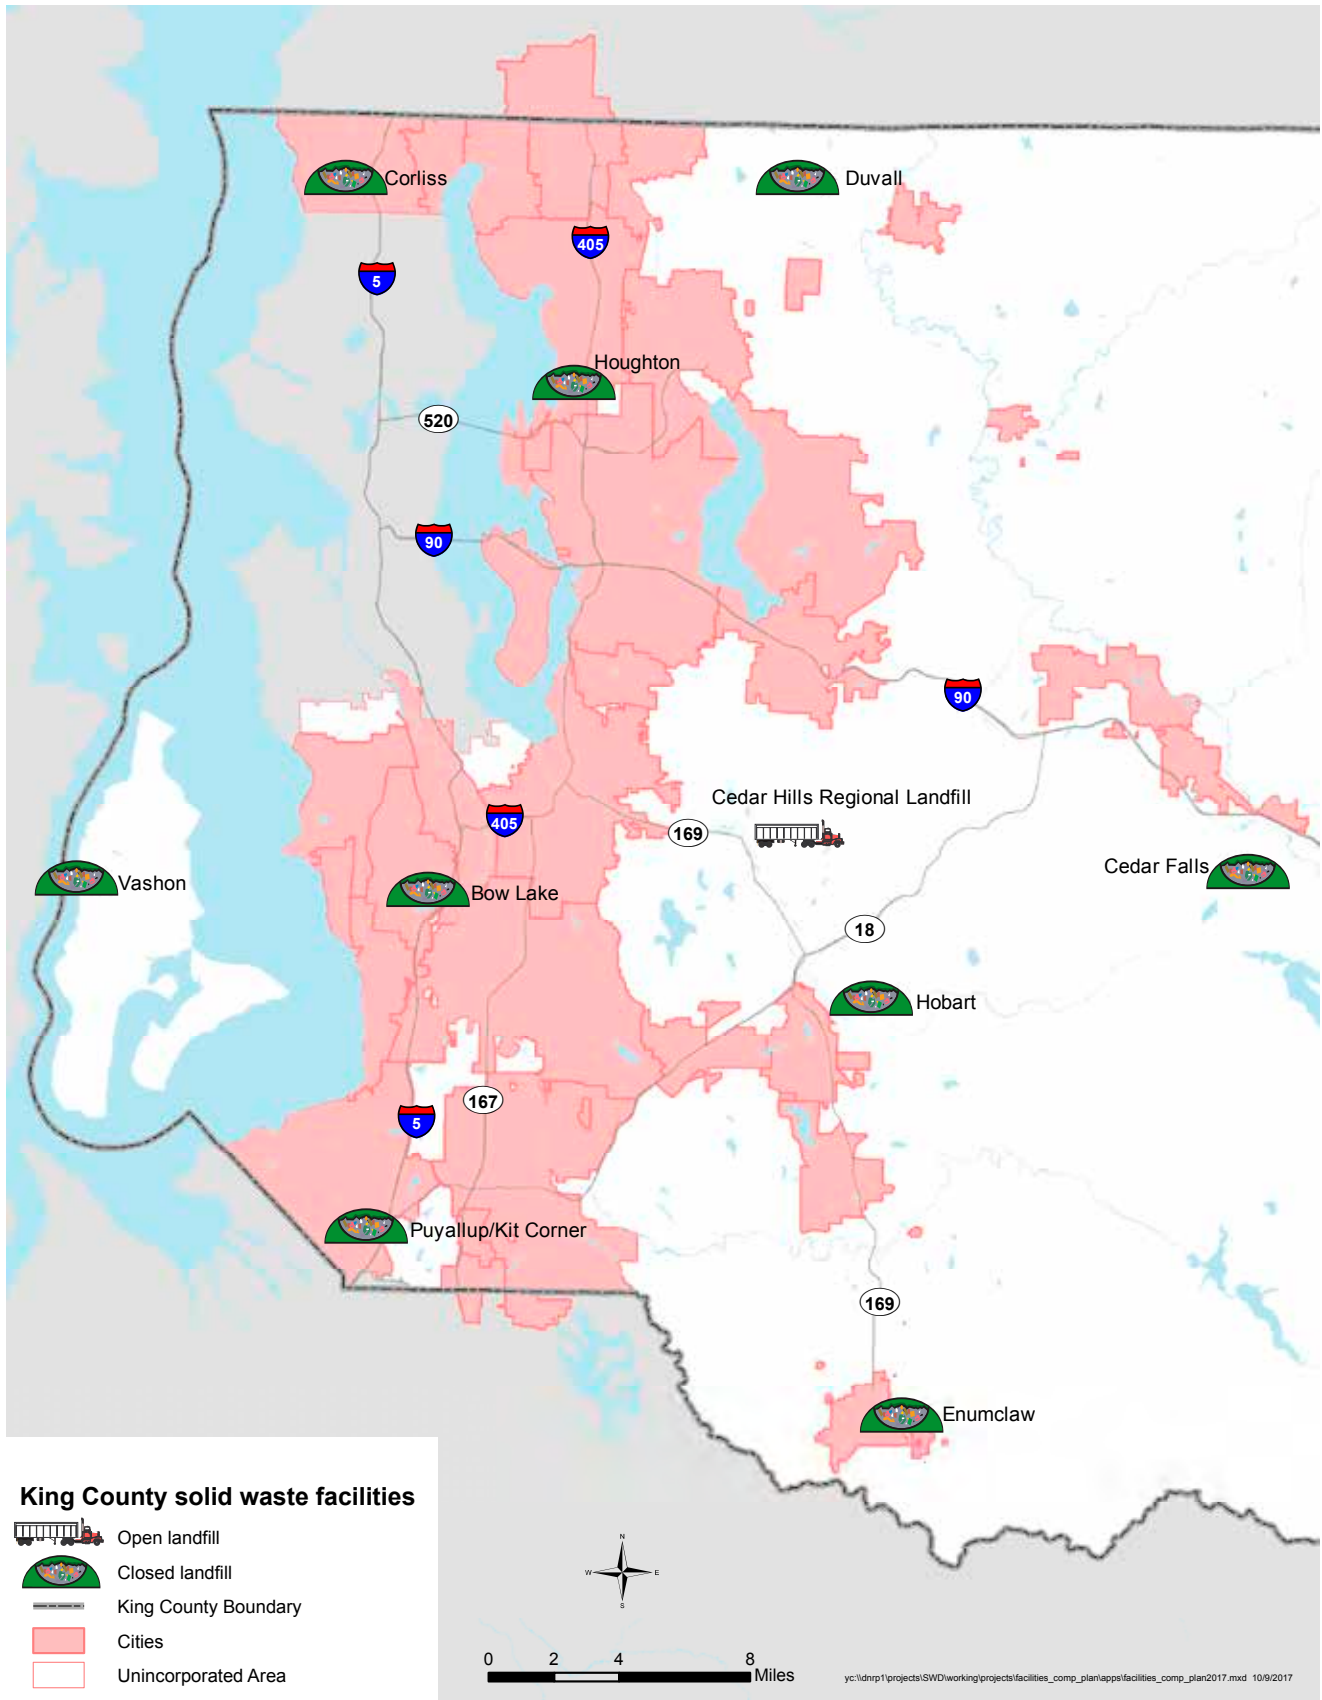 Corliss
Duvall
405
5
Houghton
520
90
90
Cedar Hills Regional Landfill
405
169
Cedar Falls
Vashon
Bow Lake
18
Hobart
167
5
Puyallup/Kit Corner
169
Enumclaw
King County solid waste facilities
Open landfill
Closed landfill
King County Boundary
Cities
Unincorporated Area
N
W E
S
0 2 4 8
Miles
yc:\\dnrp1\projects\SWD\working\projects\facilities_comp_plan\apps\facilities_comp_plan2017.mxd 10/9/2017